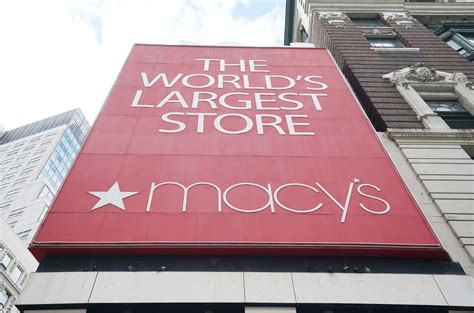 THE
WORLD'S
LARGEST
STORE
macy's